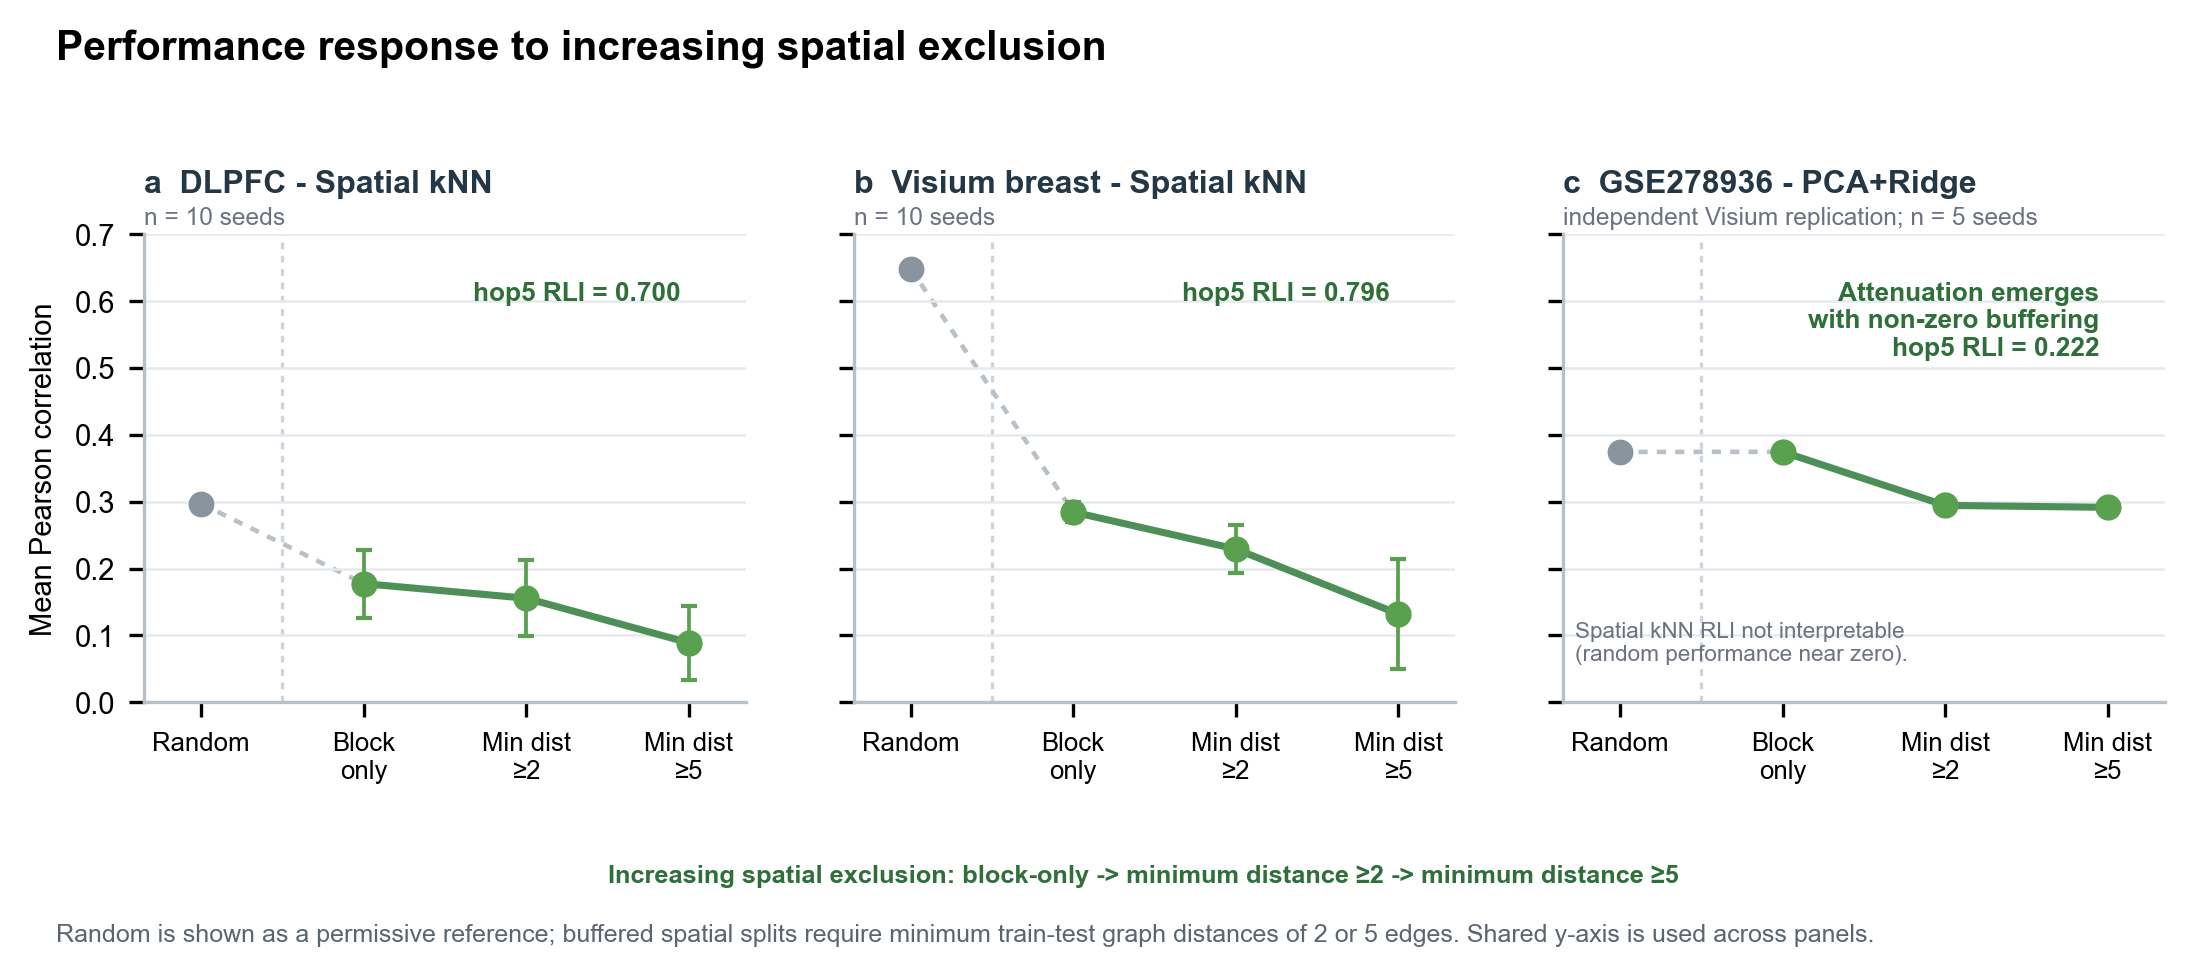 Performance response to increasing spatial exclusion
a DLPFC - Spatial kNN
n = 10 seeds
b Visium breast - Spatial kNN
n = 10 seeds
c GSE278936 - PCA+Ridge
independent Visium replication; n = 5 seeds
Mean Pearson correlation
0.7
0.6
0.5
0.4
0.3
0.2
0.1
0.0
hop5 RLI = 0.700
hop5 RLI = 0.796
Attenuation emerges
with non-zero buffering
hop5 RLI = 0.222
Spatial kNN RLI not interpretable
(random performance near zero).
Random
Block
only
Min dist
≥2
Min dist
≥5
Random
Block
only
Min dist
≥2
Min dist
≥5
Random
Block
only
Min dist
≥2
Min dist
≥5
Increasing spatial exclusion: block-only -> minimum distance ≥2 -> minimum distance ≥5
Random is shown as a permissive reference; buffered spatial splits require minimum train-test graph distances of 2 or 5 edges. Shared y-axis is used across panels.